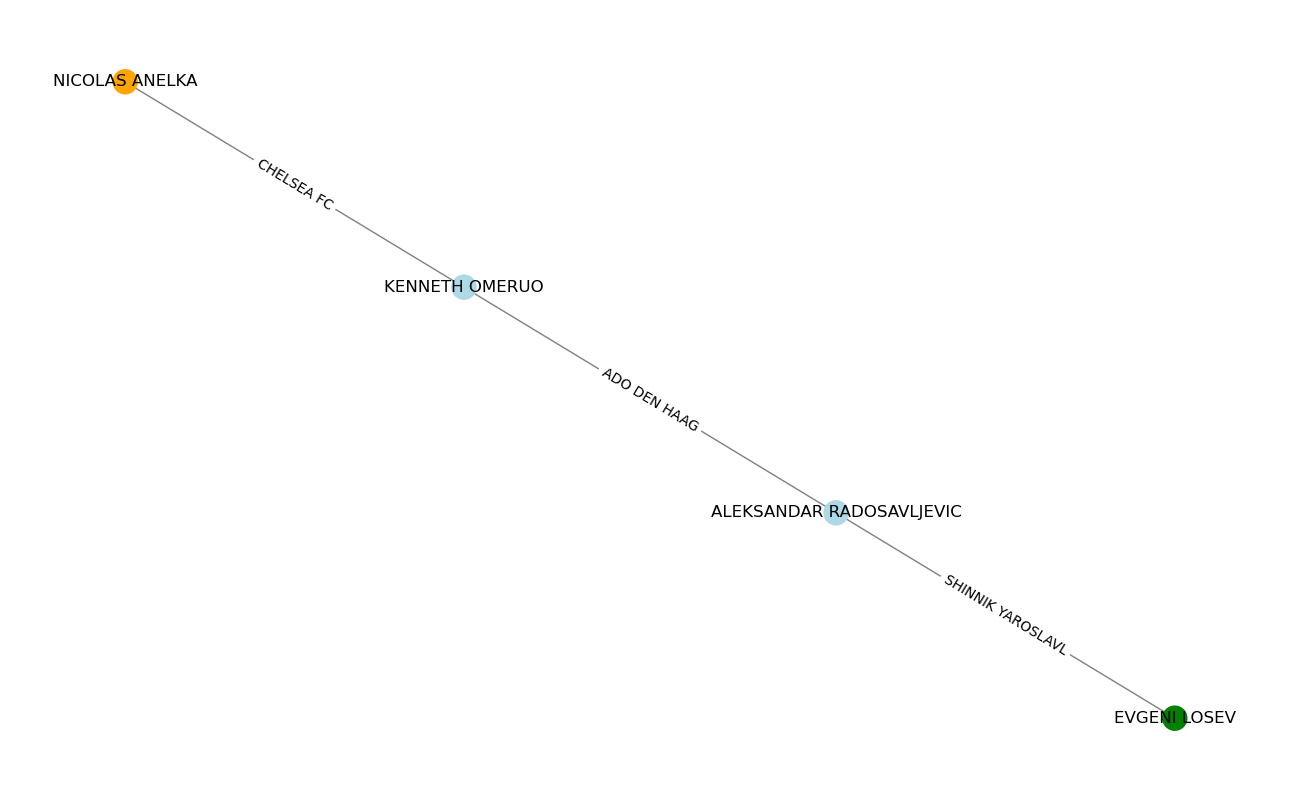 NICOLAS ANELKA
CHELSEA FC
KENNETH OMERUO
ADO DEN HAAG
ALEKSANDAR RADOSAVLJEVIC
SHINNIK YAROSLAVL
EVGENI LOSEV